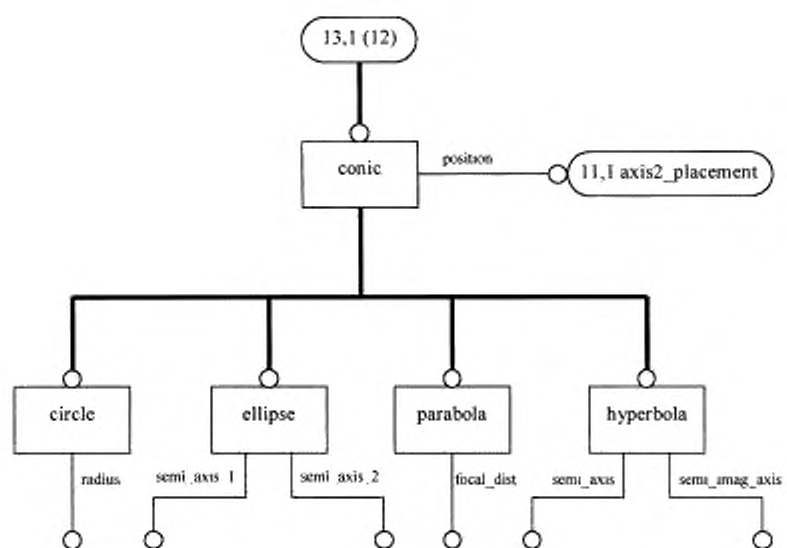 13,1 (12)
conic
position
11,1 axis2_placement
circle
ellipse
parabola
hyperbola
radius
semi_axis_1
semi_axis_2
focal_dist
semi_axis
semi_imag_axis